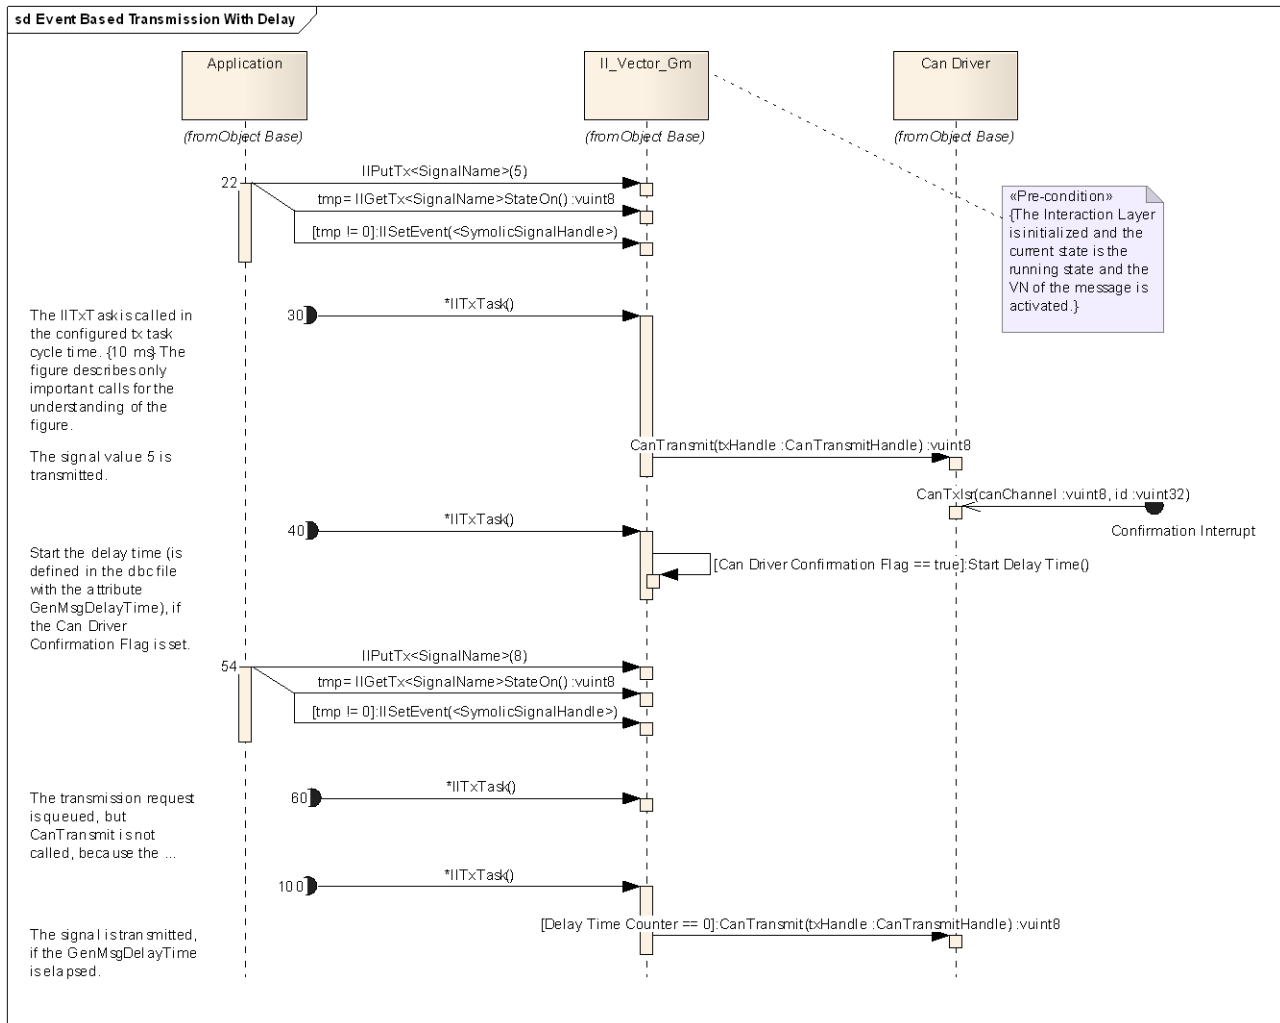 sd Event Based Transmission With Delay
Application
Il_Vector_Gm
Can Driver
(from Object Base)
(from Object Base)
(from Object Base)
22
IlPutTx<SignalName>(5)
tmp= IlGetTx<SignalName>StateOn() :vuint8
[tmp != 0]:IlSetEvent(<SymolicSignalHandle>)
«Pre-condition»
{The Interaction Layer
is initialized and the
current state is the
running state and the
VN of the message is
activated.}
30
*IlTxTask()
The IlTxTask is called in
the configured tx task
cycle time. {10 ms} The
figure describes only
important calls for the
understanding of the
figure.
CanTransmit(txHandle :CanTransmitHandle) :vuint8
The signal value 5 is
transmitted.
CanTxIsr(canChannel :vuint8, id :vuint32)
Confirmation Interrupt
40
*IlTxTask()
Start the delay time (is
defined in the dbc file
with the attribute
GenMsgDelayTime), if
the Can Driver
Confirmation Flag is set.
[Can Driver Confirmation Flag == true]:Start Delay Time()
54
IlPutTx<SignalName>(8)
tmp= IlGetTx<SignalName>StateOn() :vuint8
[tmp != 0]:IlSetEvent(<SymolicSignalHandle>)
60
*IlTxTask()
The transmission request
is queued, but
CanTransmit is not
called, because the ...
100
*IlTxTask()
[Delay Time Counter == 0]:CanTransmit(txHandle :CanTransmitHandle) :vuint8
The signal is transmitted,
if the GenMsgDelayTime
is elapsed.